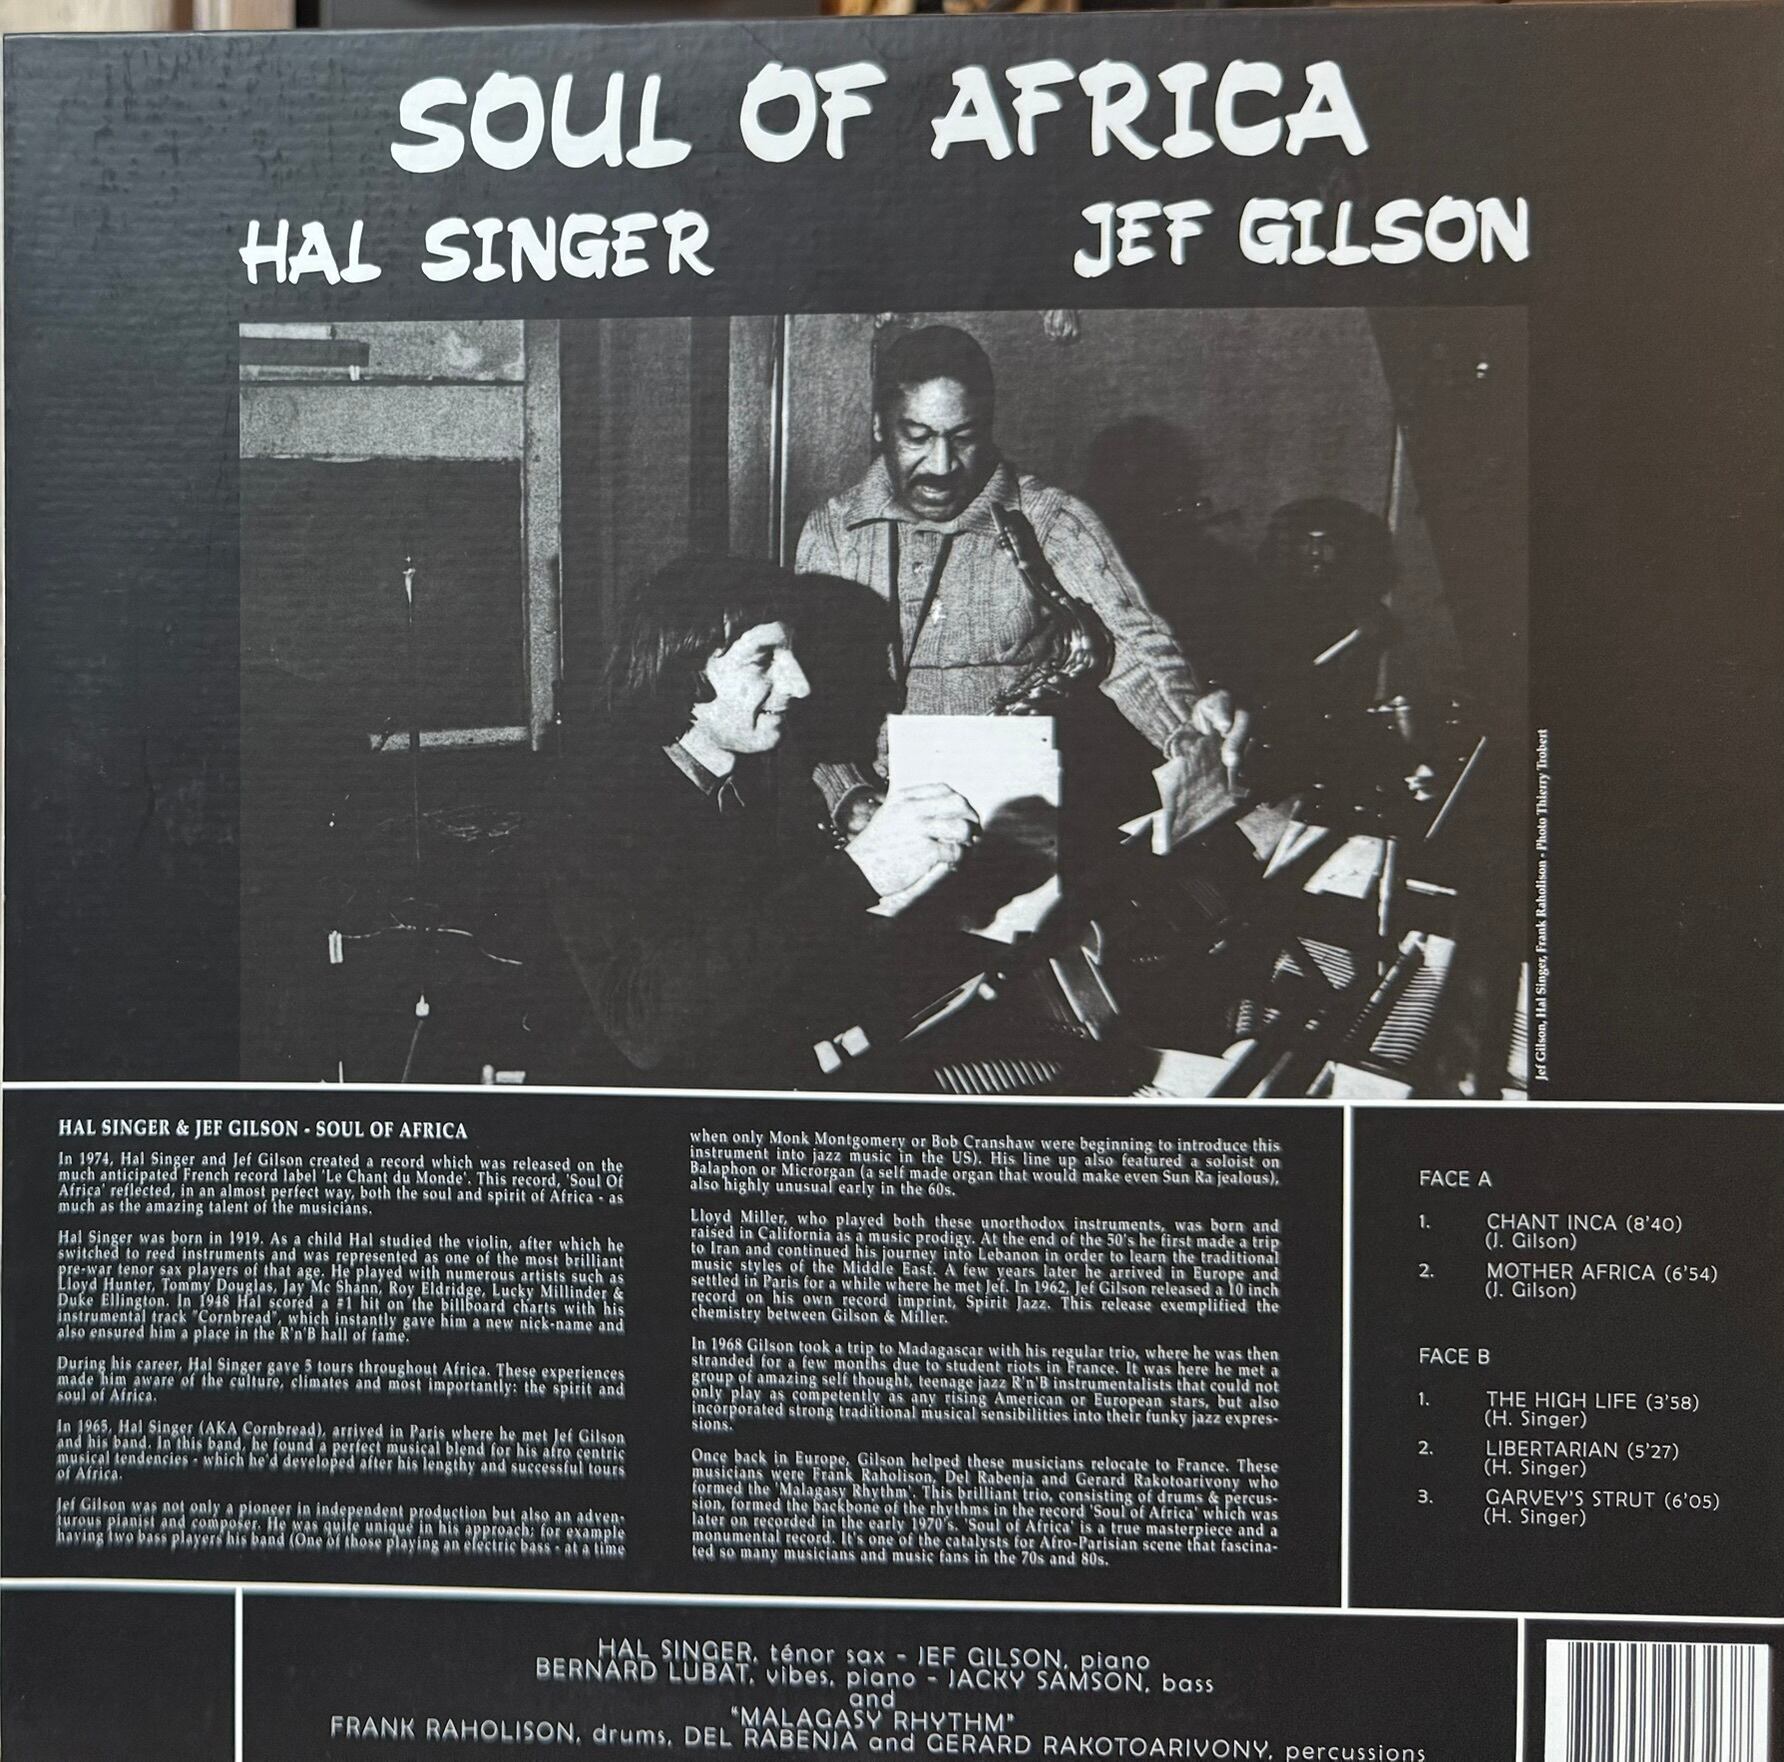 SOUL OF AFRICA
HAL SINGER JEF GILSON
Jef Gilson, Hal Singer, Frank Raholison - Photo Thierry Trobert
HAL SINGER & JEF GILSON - SOUL OF AFRICA
In 1974, Hal Singer and Jef Gilson created a record which was released on the
much anticipated French record label 'Le Chant du Monde'. This record, 'Soul Of
Africa' reflected, in an almost perfect way, both the soul and spirit of Africa - as
much as the amazing talent of the musicians.
Hal Singer was born in 1919. As a child Hal studied the violin, after which he
switched to reed instruments and was represented as one of the most brilliant
pre-war tenor sax players of that age. He played with numerous artists such as
Lloyd Hunter, Tommy Douglas, Jay Mc Shann, Roy Eldridge, Lucky Millinder &
Duke Ellington. In 1948 Hal scored a #1 hit on the billboard charts with his
instrumental track "Cornbread", which instantly gave him a new nick-name and
also ensured him a place in the R'n'B hall of fame.
During his career, Hal Singer gave 5 tours throughout Africa. These experiences
made him aware of the culture, climates and most importantly: the spirit and
soul of Africa.
In 1965, Hal Singer (AKA Cornbread), arrived in Paris where he met Jef Gilson
and his band. In this band, he found a perfect musical blend for his afro centric
musical tendencies - which he'd developed after his lengthy and successful tours
of Africa.
Jef Gilson was not only a pioneer in independent production but also an adven-
turous pianist and composer. He was quite unique in his approach; for example
having two bass players his band (One of those playing an electric bass - at a time
when only Monk Montgomery or Bob Cranshaw were beginning to introduce this
instrument into jazz music in the US). His line up also featured a soloist on
Balaphon or Microrgan (a self made organ that would make even Sun Ra jealous),
also highly unusual early in the 60s.
Lloyd Miller, who played both these unorthodox instruments, was born and
raised in California as a music prodigy. At the end of the 50's he first made a trip
to Iran and continued his journey into Lebanon in order to learn the traditional
music styles of the Middle East. A few years later he arrived in Europe and
settled in Paris for a while where he met Jef. In 1962, Jef Gilson released a 10 inch
record on his own record imprint, Spirit Jazz. This release exemplified the
chemistry between Gilson & Miller.
In 1968 Gilson took a trip to Madagascar with his regular trio, where he was then
stranded for a few months due to student riots in France. It was here he met a
group of amazing self thought, teenage jazz R'n'B instrumentalists that could not
only play as competently as any rising American or European stars, but also
incorporated strong traditional musical sensibilities into their funky jazz expres-
sions.
Once back in Europe, Gilson helped these musicians relocate to France. These
musicians were Frank Raholison, Del Rabenja and Gerard Rakotoarivony who
formed the 'Malagasy Rhythm'. This brilliant trio, consisting of drums & percus-
sion, formed the backbone of the rhythms in the record 'Soul of Africa' which was
later on recorded in the early 1970's. 'Soul of Africa' is a true masterpiece and a
monumental record. It's one of the catalysts for Afro-Parisian scene that fascina-
ted so many musicians and music fans in the 70s and 80s.
FACE A
1. CHANT INCA (8'40)
(J. Gilson)
2. MOTHER AFRICA (6'54)
(J. Gilson)
FACE B
1. THE HIGH LIFE (3'58)
(H. Singer)
2. LIBERTARIAN (5'27)
(H. Singer)
3. GARVEY'S STRUT (6'05)
(H. Singer)
HAL SINGER, ténor sax - JEF GILSON, piano
BERNARD LUBAT, vibes, piano - JACKY SAMSON, bass
and
"MALAGASY RHYTHM"
FRANK RAHOLISON, drums, DEL RABENJA and GERARD RAKOTOARIVONY, percussions